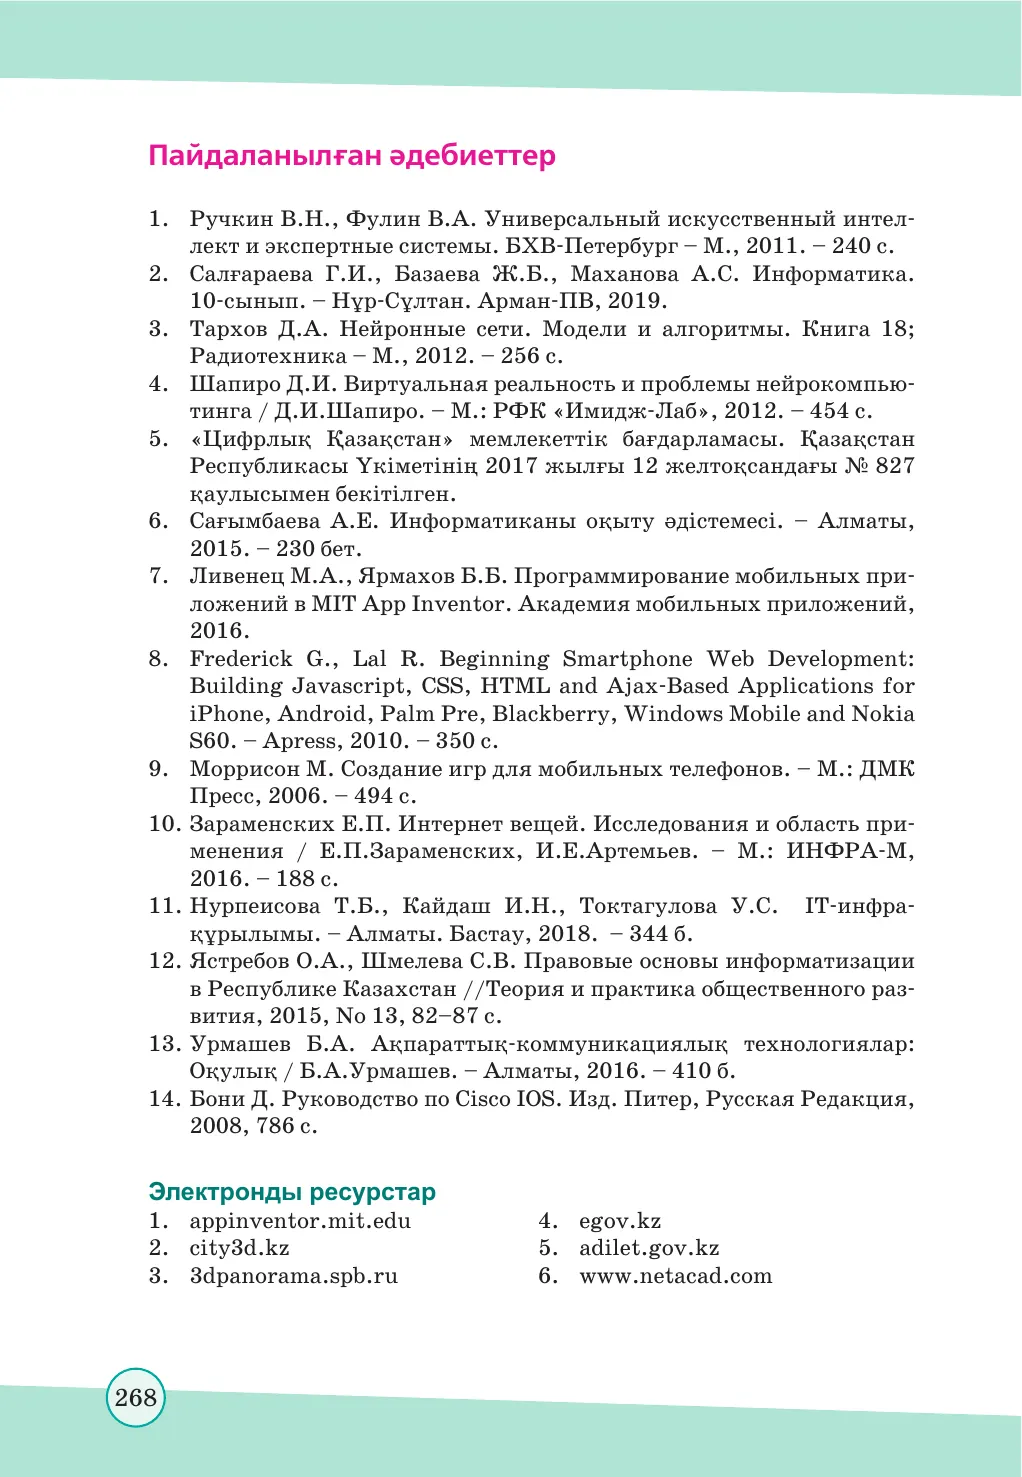 Пайдаланылған әдебиеттер
1. Ручкин В.Н., Фулин В.А. Универсальный искусственный интел-
лект и экспертные системы. БХВ-Петербург – М., 2011. – 240 с.
2. Салғараева Г.И., Базаева Ж.Б., Маханова А.С. Информатика.
10-сынып. – Нұр-Сұлтан. Арман-ПВ, 2019.
3. Тархов Д.А. Нейронные сети. Модели и алгоритмы. Книга 18;
Радиотехника – М., 2012. – 256 с.
4. Шапиро Д.И. Виртуальная реальность и проблемы нейрокомпью-
тинга / Д.И.Шапиро. – М.: РФК «Имидж-Лаб», 2012. – 454 с.
5. «Цифрлық Қазақстан» мемлекеттік бағдарламасы. Қазақстан
Республикасы Үкіметінің 2017 жылғы 12 желтоқсандағы № 827
қаулысымен бекітілген.
6. Сағымбаева А.Е. Информатиканы оқыту әдістемесі. – Алматы,
2015. – 230 бет.
7. Ливенец М.А., Ярмахов Б.Б. Программирование мобильных при-
ложений в MIT App Inventor. Академия мобильных приложений,
2016.
8. Frederick G., Lal R. Beginning Smartphone Web Development:
Building Javascript, CSS, HTML and Ajax-Based Applications for
iPhone, Android, Palm Pre, Blackberry, Windows Mobile and Nokia
S60. – Apress, 2010. – 350 с.
9. Моррисон М. Создание игр для мобильных телефонов. – М.: ДМК
Пресс, 2006. – 494 с.
10. Зараменских Е.П. Интернет вещей. Исследования и область при-
менения / Е.П.Зараменских, И.Е.Артемьев. – М.: ИНФРА-М,
2016. – 188 с.
11. Нурпеисова Т.Б., Кайдаш И.Н., Токтагулова У.С. IT-инфра-
құрылымы. – Алматы. Бастау, 2018. – 344 б.
12. Ястребов О.А., Шмелева С.В. Правовые основы информатизации
в Республике Казахстан //Теория и практика общественного раз-
вития, 2015, No 13, 82–87 с.
13. Урмашев Б.А. Ақпараттық-коммуникациялық технологиялар:
Оқулық / Б.А.Урмашев. – Алматы, 2016. – 410 б.
14. Бони Д. Руководство по Cisco IOS. Изд. Питер, Русская Редакция,
2008, 786 с.
Электронды ресурстар
1. appinventor.mit.edu
2. city3d.kz
3. 3dpanorama.spb.ru
4. egov.kz
5. adilet.gov.kz
6. www.netacad.com
268